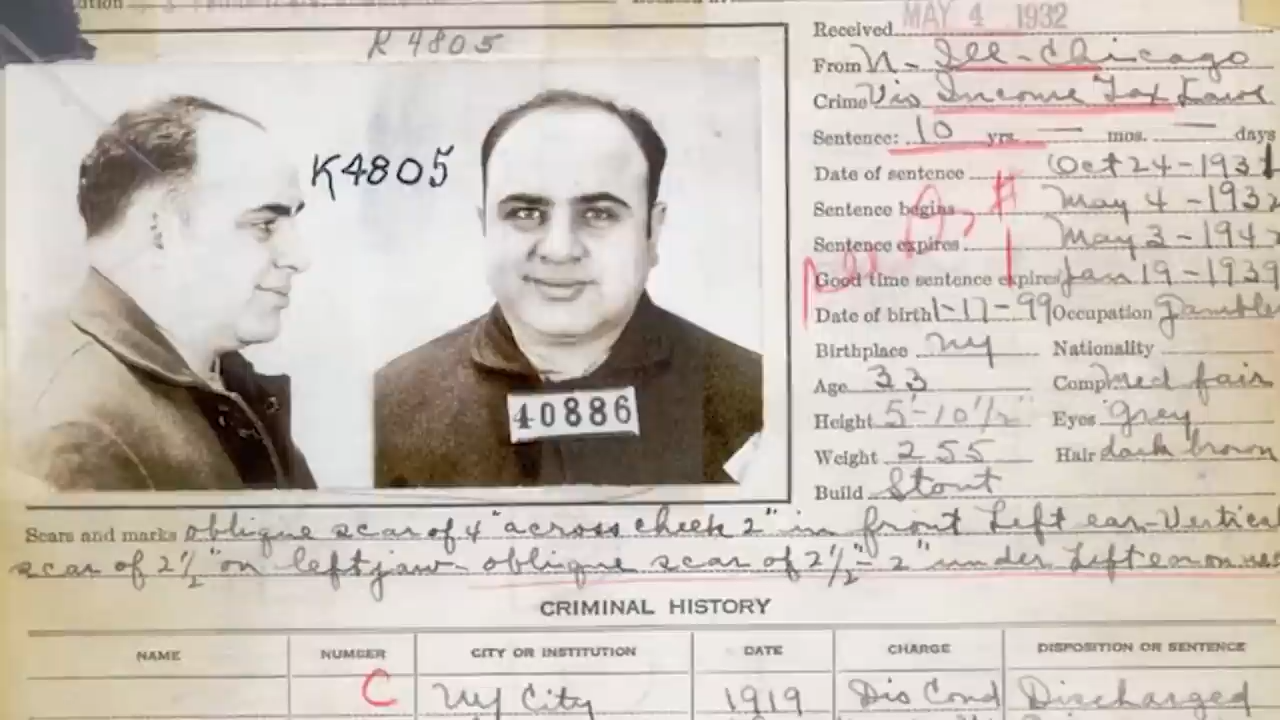 K 4805
K4805
40886
Received MAY 4 1932
From N- Ill-Chicago
Crime Vio Income Tax Laws
Sentence: 10 yrs. — mos. — days
Date of sentence Oct 24-1931
Sentence begins May 4-1932
Sentence expires May 3-194
Good time sentence expires Jan 19-1939
Date of birth 1-17-99 Occupation Gamble
Birthplace NY Nationality
Age 33 Comp Med fair
Height 5'-10½" Eyes grey
Weight 255 Hair dark brown
Build Stout
Scars and marks oblique scar of 4" across cheek 2" in front Left ear-Vertical
scar of 2½" on left jaw- oblique scar of 2½"- 2" under Left ear on nec
CRIMINAL HISTORY
NAME NUMBER CITY OR INSTITUTION DATE CHARGE DISPOSITION OR SENTENCE
C NY City 1919 Dis Cond Discharged